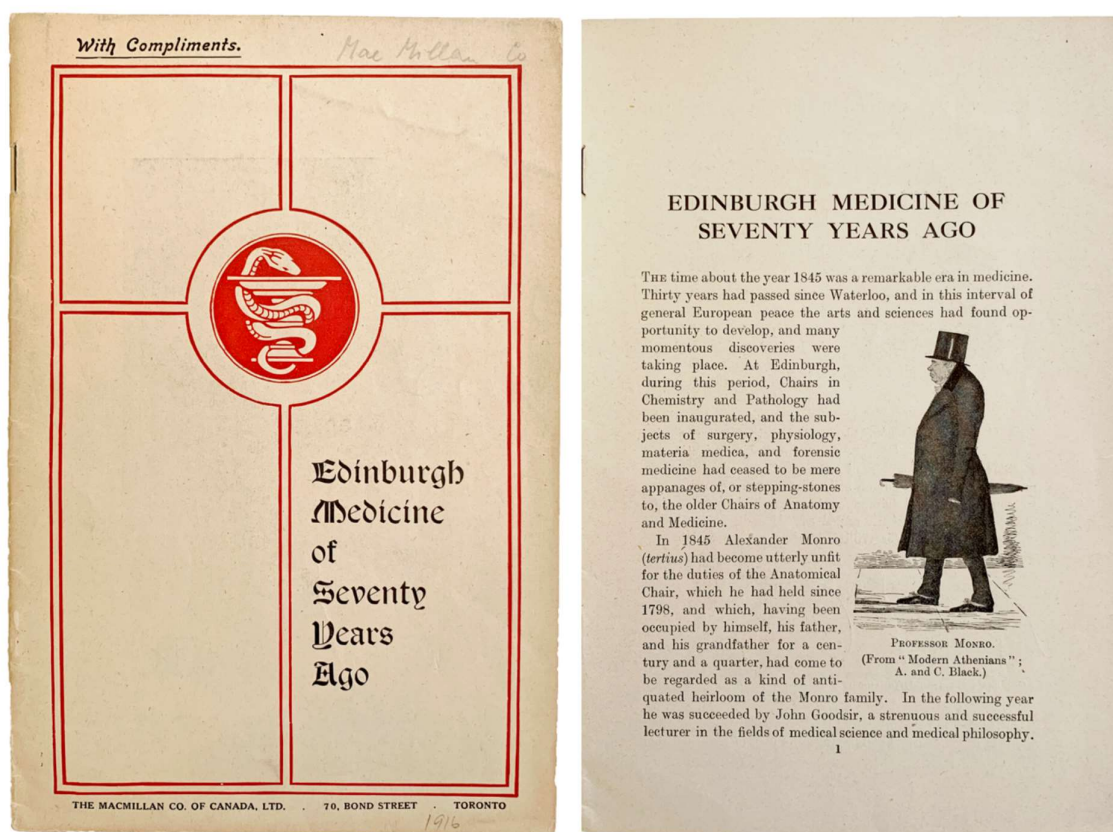 With Compliments.
Mac Millan Co
Edinburgh
Medicine
of
Seventy
Years
Ago
THE MACMILLAN CO. OF CANADA, LTD. . 70, BOND STREET . TORONTO
1916
EDINBURGH MEDICINE OF
SEVENTY YEARS AGO
THE time about the year 1845 was a remarkable era in medicine.
Thirty years had passed since Waterloo, and in this interval of
general European peace the arts and sciences had found op-
portunity to develop, and many
momentous discoveries were
taking place. At Edinburgh,
during this period, Chairs in
Chemistry and Pathology had
been inaugurated, and the sub-
jects of surgery, physiology,
materia medica, and forensic
medicine had ceased to be mere
appanages of, or stepping-stones
to, the older Chairs of Anatomy
and Medicine.
In 1845 Alexander Monro
(tertius) had become utterly unfit
for the duties of the Anatomical
Chair, which he had held since
1798, and which, having been
occupied by himself, his father,
and his grandfather for a cen-
tury and a quarter, had come to
be regarded as a kind of anti-
quated heirloom of the Monro family. In the following year
he was succeeded by John Goodsir, a strenuous and successful
lecturer in the fields of medical science and medical philosophy.
PROFESSOR MONRO.
(From "Modern Athenians";
A. and C. Black.)
1